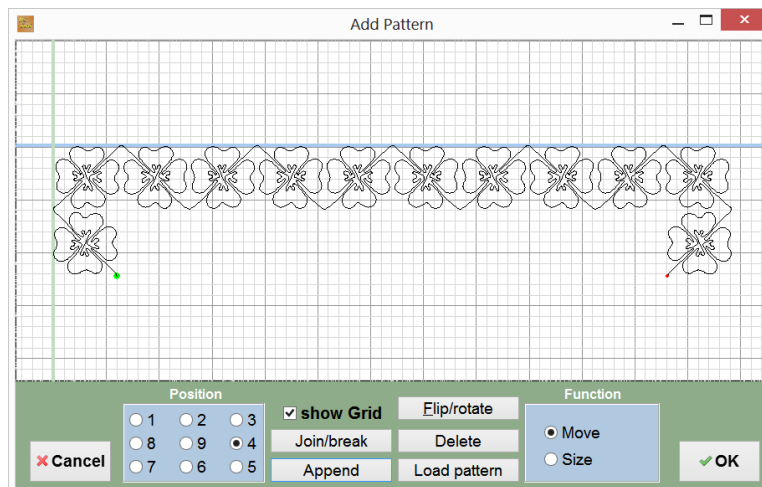 Add Pattern
Position
1 2 3
8 9 4
7 6 5
show Grid
Join/break
Append
Flip/rotate
Delete
Load pattern
Function
Move
Size
Cancel
OK